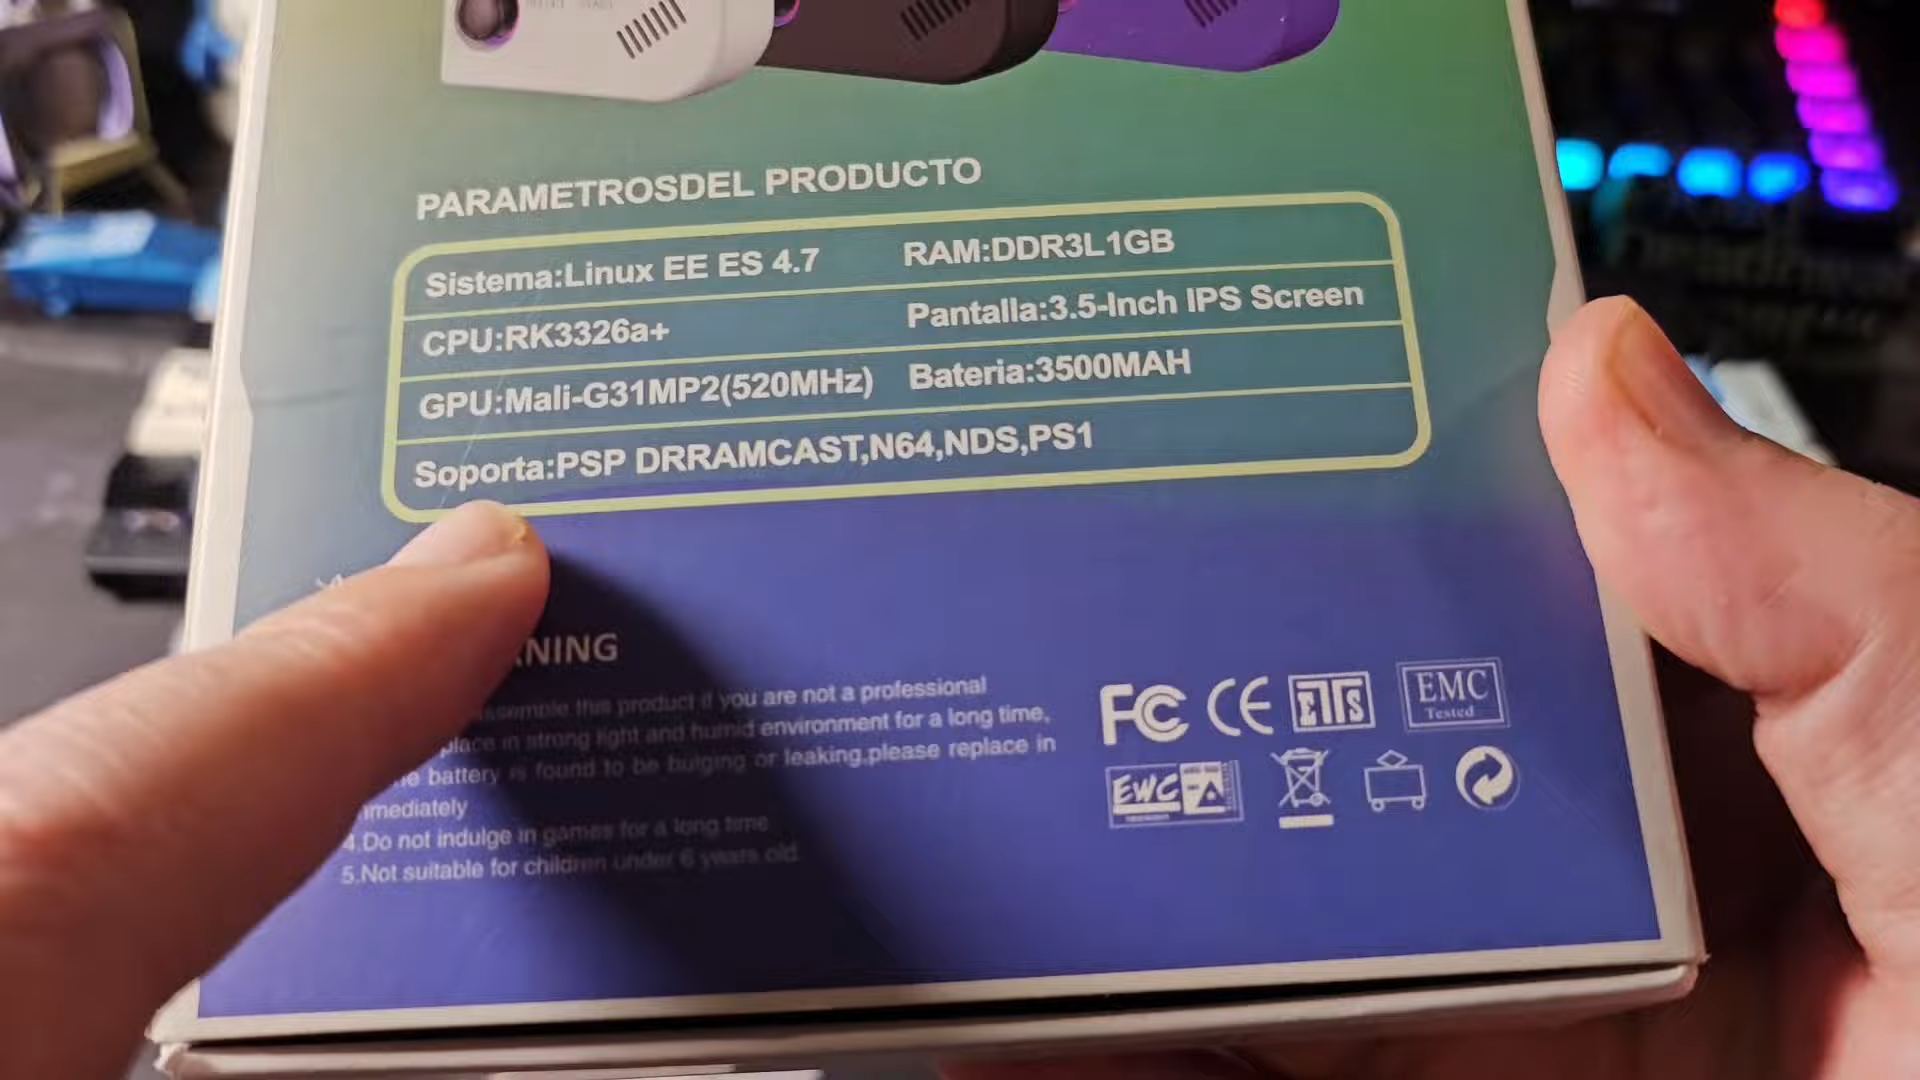 PARAMETROSDEL PRODUCTO
Sistema:Linux EE ES 4.7 RAM:DDR3L1GB
CPU:RK3326a+ Pantalla:3.5-Inch IPS Screen
GPU:Mali-G31MP2(520MHz) Bateria:3500MAH
Soporta:PSP DRRAMCAST,N64,NDS,PS1
NING
assemble this product if you are not a professional
place in strong light and humid environment for a long time,
battery is found to be bulging or leaking,please replace in
mmediately
4.Do not indulge in games for a long time
5.Not suitable for children under 6 years old
FC CE ETS EMC
Tested
EWC